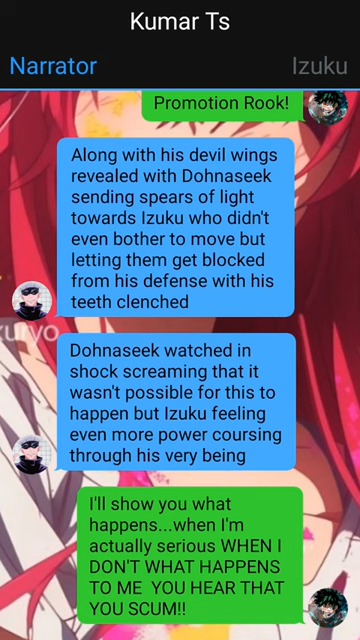 Kumar Ts
Narrator
Izuku
Promotion Rook!
Along with his devil wings
revealed with Dohnaseek
sending spears of light
towards Izuku who didn't
even bother to move but
letting them get blocked
from his defense with his
teeth clenched
kuryo
Dohnaseek watched in
shock screaming that it
wasn't possible for this to
happen but Izuku feeling
even more power coursing
through his very being
I'll show you what
happens...when I'm
actually serious WHEN I
DON'T WHAT HAPPENS
TO ME YOU HEAR THAT
YOU SCUM!!